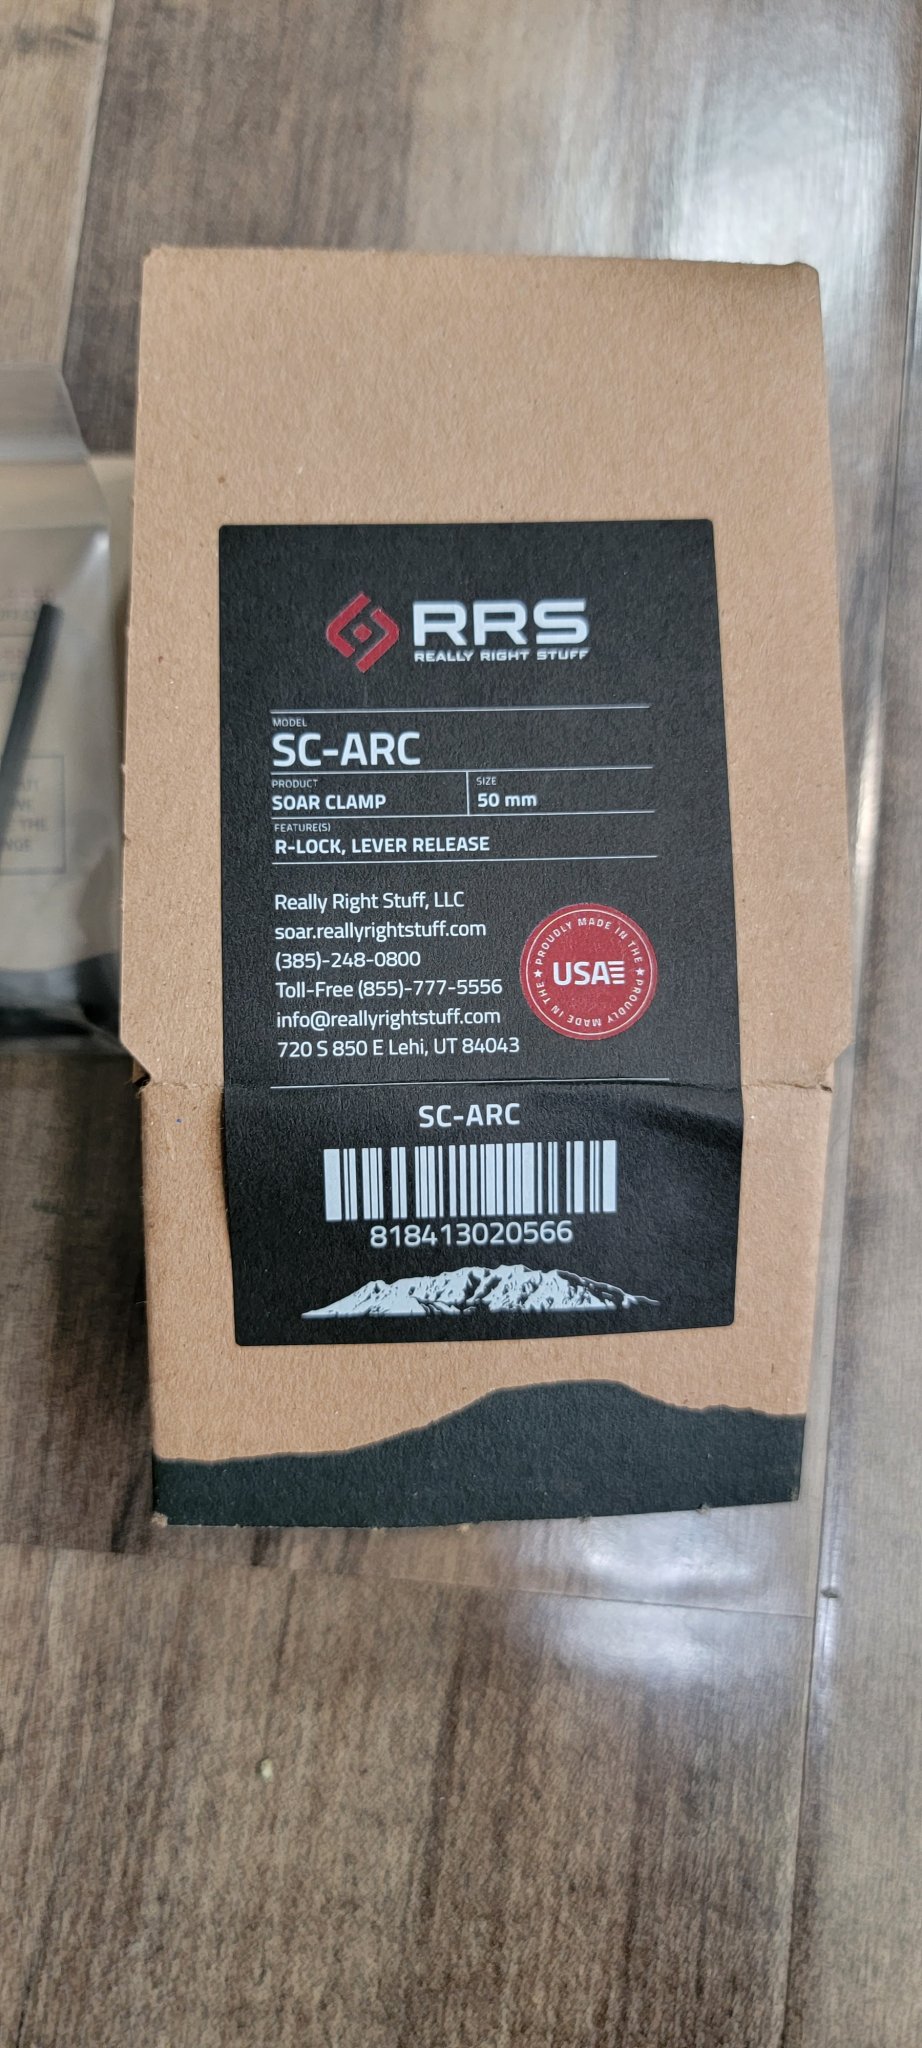 RRS
REALLY RIGHT STUFF
MODEL
SC-ARC
PRODUCT
SOAR CLAMP
SIZE
50 mm
FEATURE(S)
R-LOCK, LEVER RELEASE
Really Right Stuff, LLC
soar.reallyrightstuff.com
(385)-248-0800
Toll-Free (855)-777-5556
info@reallyrightstuff.com
720 S 850 E Lehi, UT 84043
PROUDLY MADE IN THE
USA
PROUDLY MADE IN THE
SC-ARC
818413020566
THE